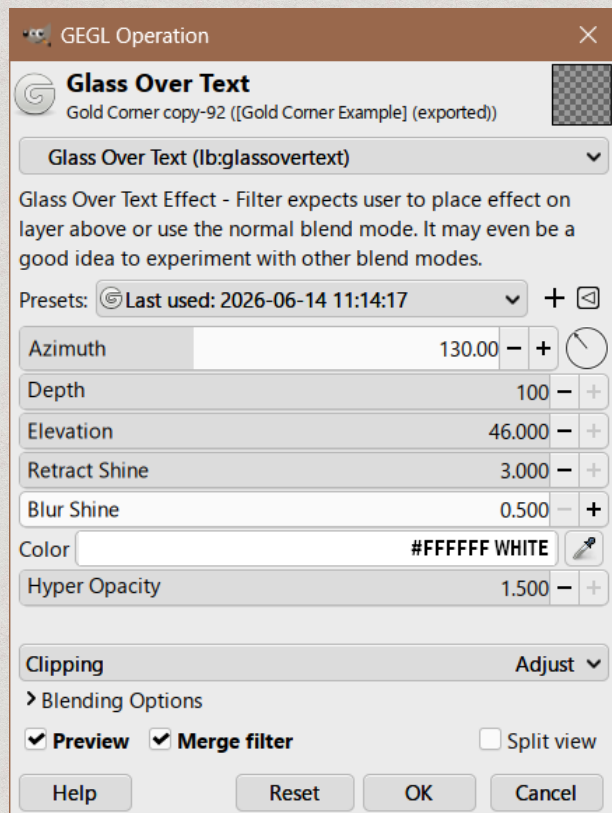 GEGL Operation
Glass Over Text
Gold Corner copy-92 ([Gold Corner Example] (exported))
Glass Over Text (lb:glassovertext)
Glass Over Text Effect - Filter expects user to place effect on
layer above or use the normal blend mode. It may even be a
good idea to experiment with other blend modes.
Presets: Last used: 2026-06-14 11:14:17
Azimuth 130.00
Depth 100
Elevation 46.000
Retract Shine 3.000
Blur Shine 0.500
Color #FFFFFF WHITE
Hyper Opacity 1.500
Clipping Adjust
Blending Options
Preview Merge filter Split view
Help Reset OK Cancel